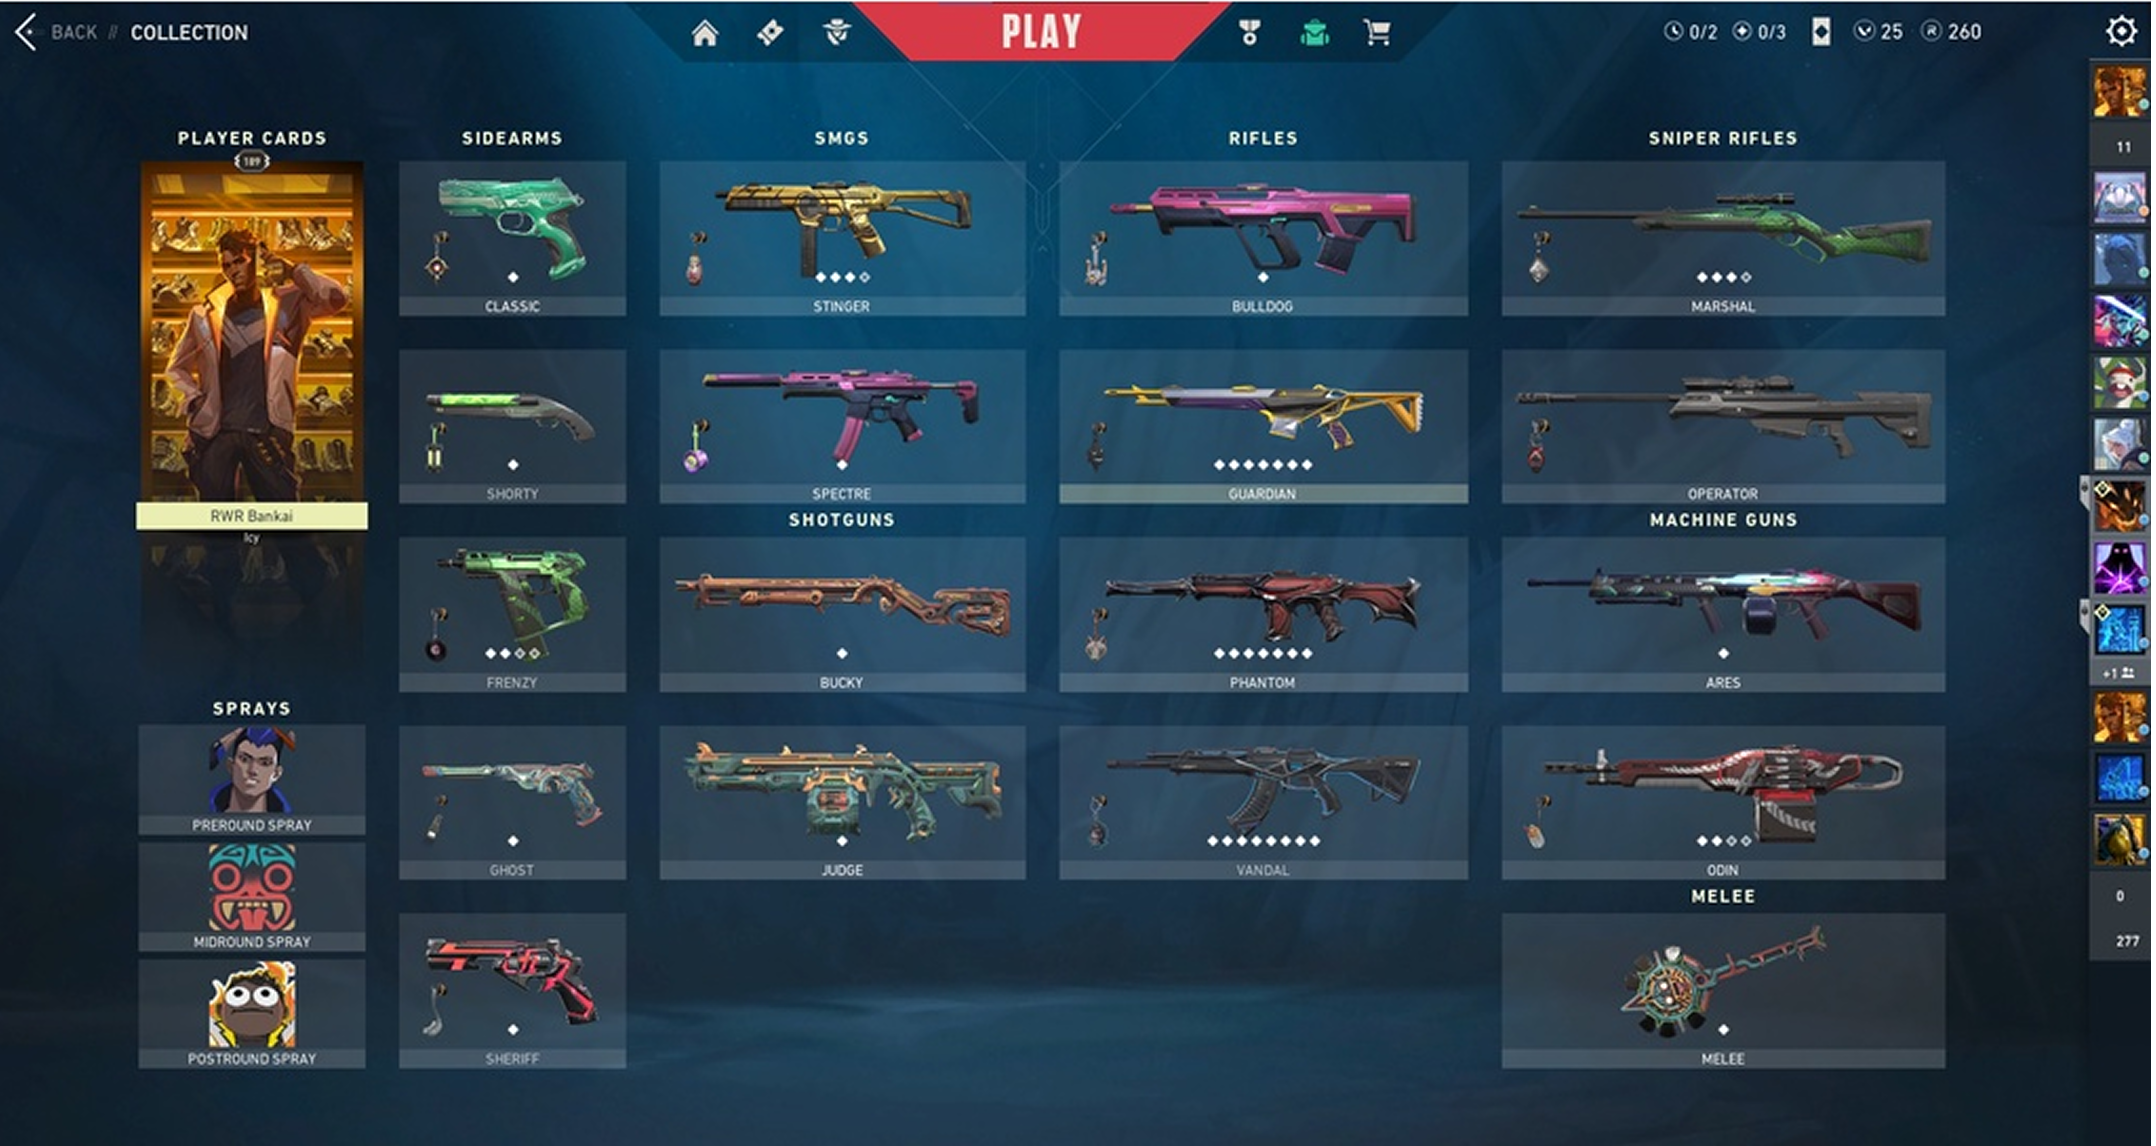 BACK // COLLECTION
PLAY
0/2 0/3 25 260
PLAYER CARDS
189
RWR Bankai
Icy
SPRAYS
PREROUND SPRAY
MIDROUND SPRAY
POSTROUND SPRAY
SIDEARMS
CLASSIC
SHORTY
FRENZY
GHOST
SHERIFF
SMGS
STINGER
SPECTRE
SHOTGUNS
BUCKY
JUDGE
RIFLES
BULLDOG
GUARDIAN
PHANTOM
VANDAL
SNIPER RIFLES
MARSHAL
OPERATOR
MACHINE GUNS
ARES
ODIN
MELEE
MELEE
11
+1
0
277